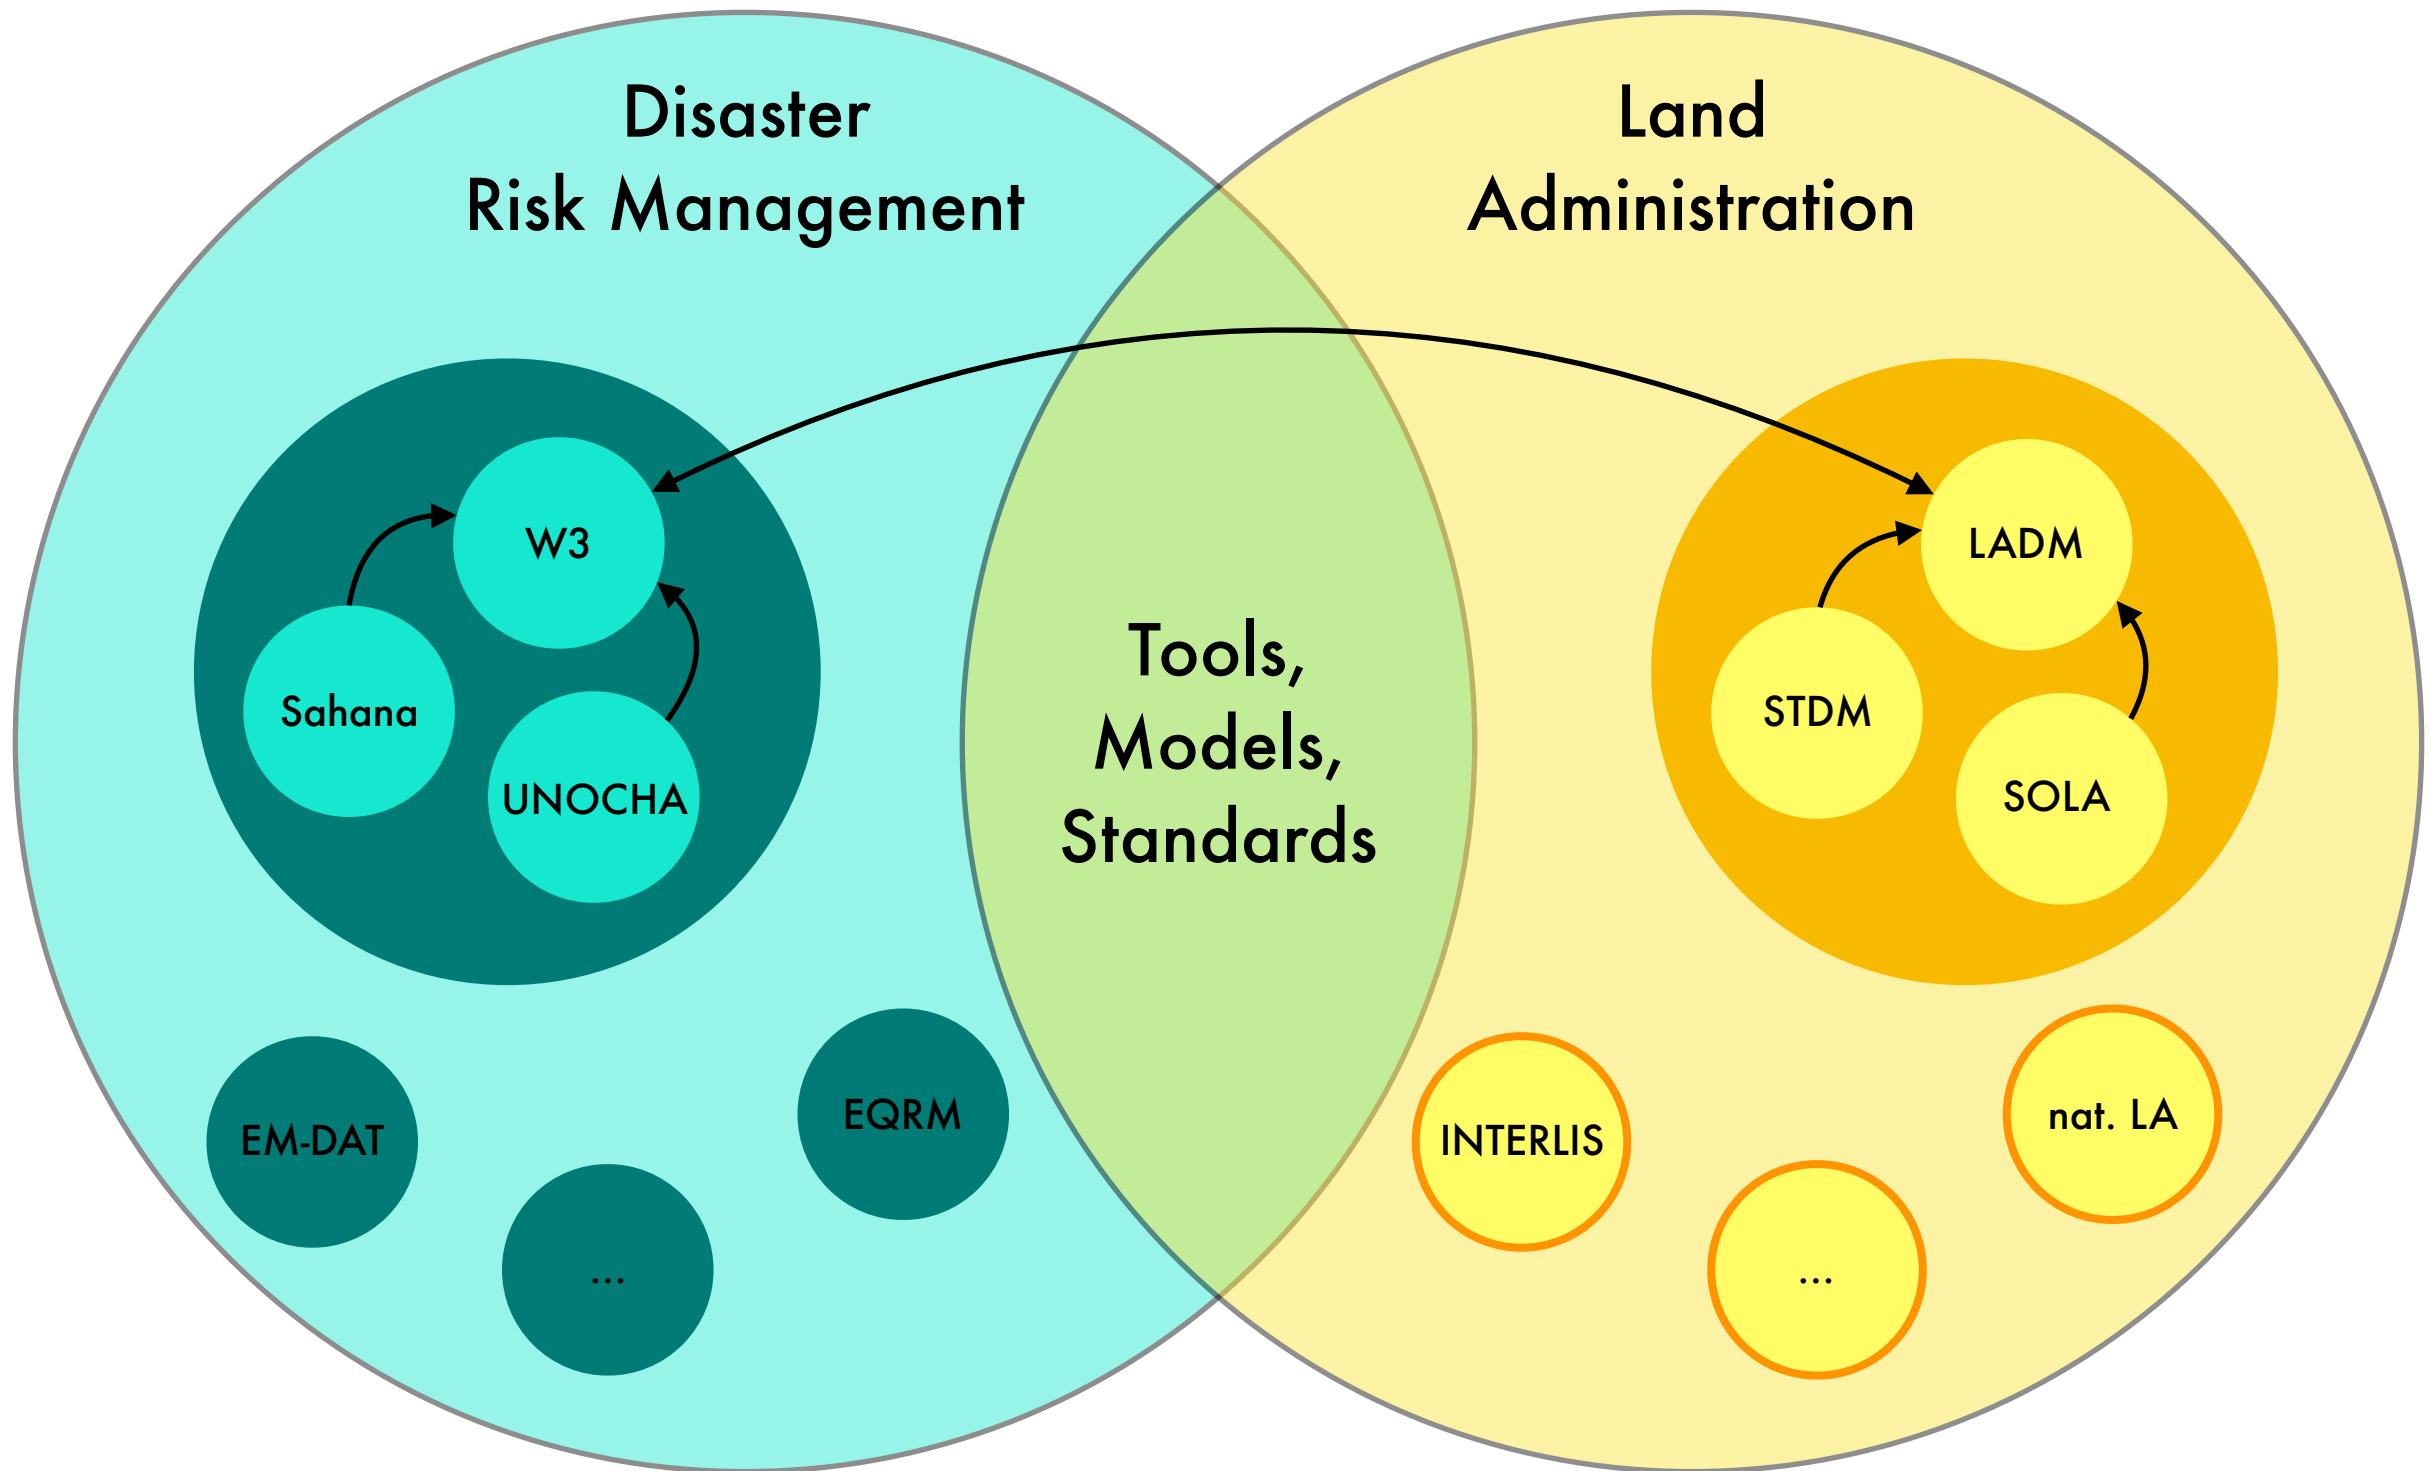 Disaster
Risk Management
Land
Administration
W3
Sahana
UNOCHA
Tools,
Models,
Standards
LADM
STDM
SOLA
EM-DAT
...
EQRM
INTERLIS
...
nat. LA